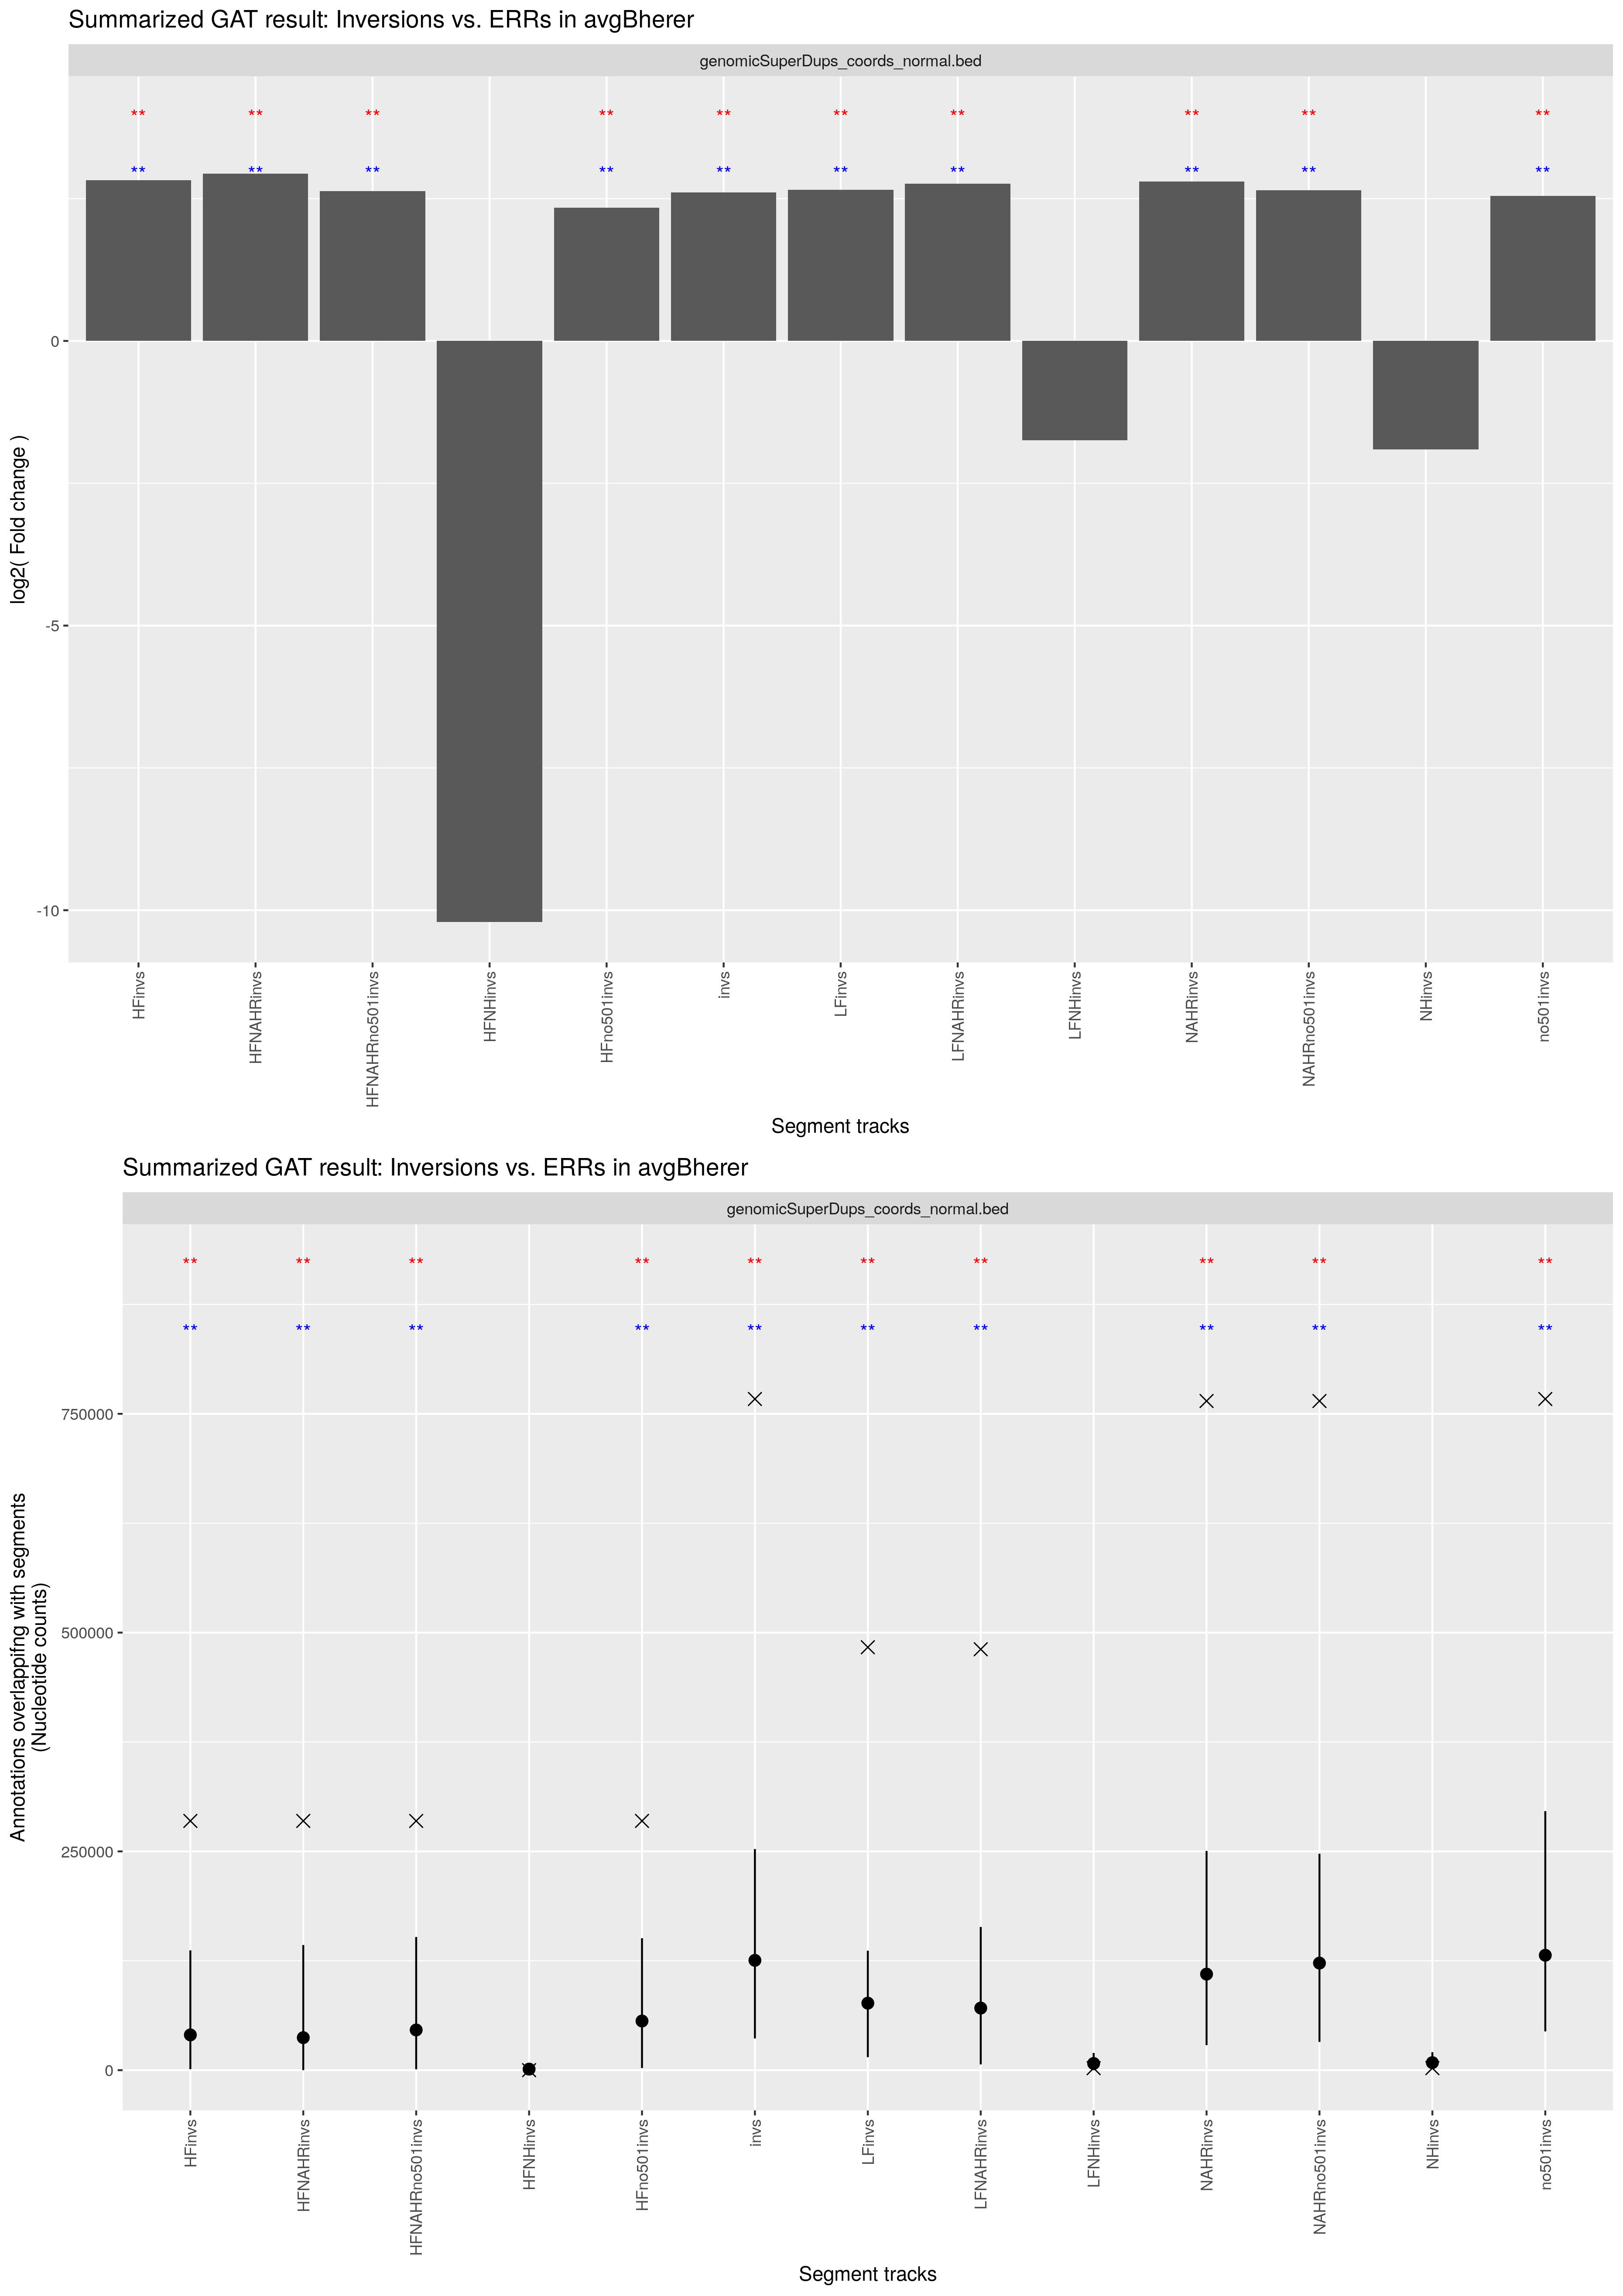 Summarized GAT result: Inversions vs. ERRs in avgBherer
genomicSuperDups_coords_normal.bed
** ** ** ** ** ** ** ** ** **
** ** ** ** ** ** ** ** ** **
0
-5
-10
log2( Fold change )
HFinvs
HFNAHRinvs
HFNAHRno501invs
HFNHinvs
HFno501invs
invs
LFinvs
LFNAHRinvs
LFNHinvs
NAHRinvs
NAHRno501invs
NHinvs
no501invs
Segment tracks
Summarized GAT result: Inversions vs. ERRs in avgBherer
genomicSuperDups_coords_normal.bed
** ** ** ** ** ** ** ** ** **
** ** ** ** ** ** ** ** ** **
750000
500000
250000
0
Annotations overlappifng with segments
(Nucleotide counts)
HFinvs
HFNAHRinvs
HFNAHRno501invs
HFNHinvs
HFno501invs
invs
LFinvs
LFNAHRinvs
LFNHinvs
NAHRinvs
NAHRno501invs
NHinvs
no501invs
Segment tracks